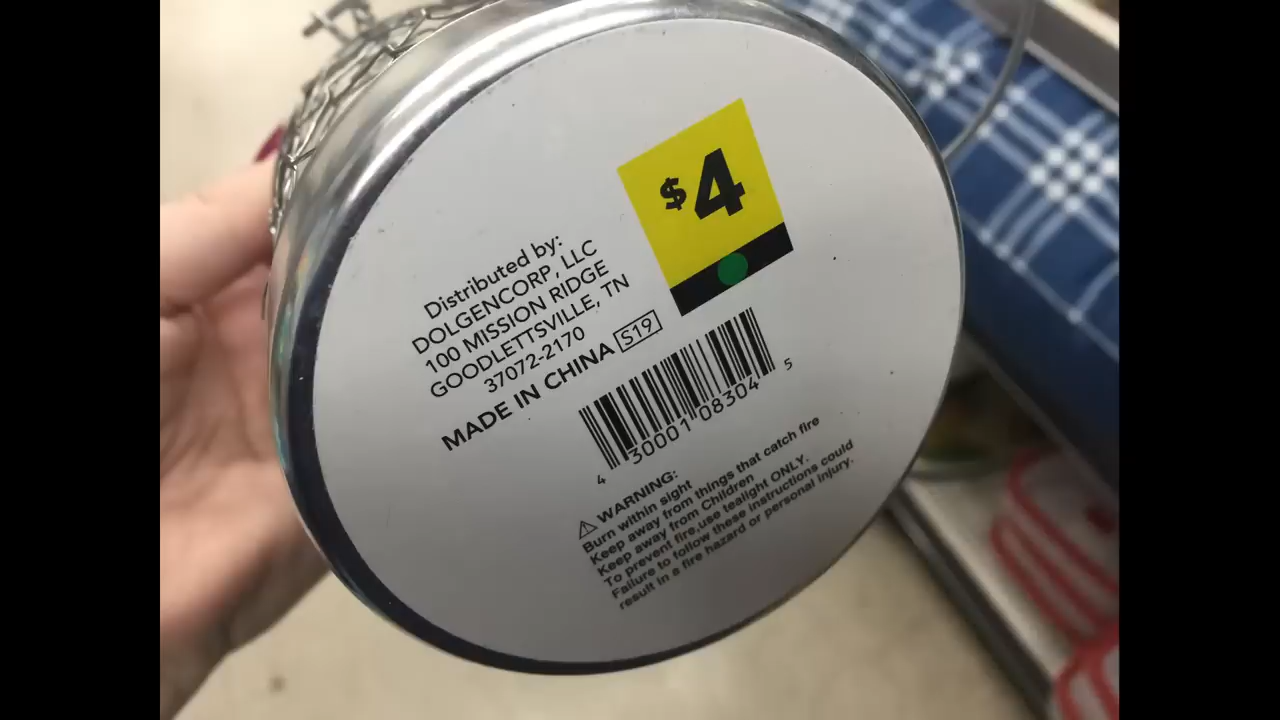 $4
Distributed by:
DOLGENCORP, LLC
100 MISSION RIDGE
GOODLETTSVILLE, TN
37072-2170
MADE IN CHINA S19
4 30001 08304 5
⚠ WARNING:
Burn within sight
Keep away from things that catch fire
Keep away from Children
To prevent fire,use tealight ONLY.
Failure to follow these instructions could
result in a fire hazard or personal injury.